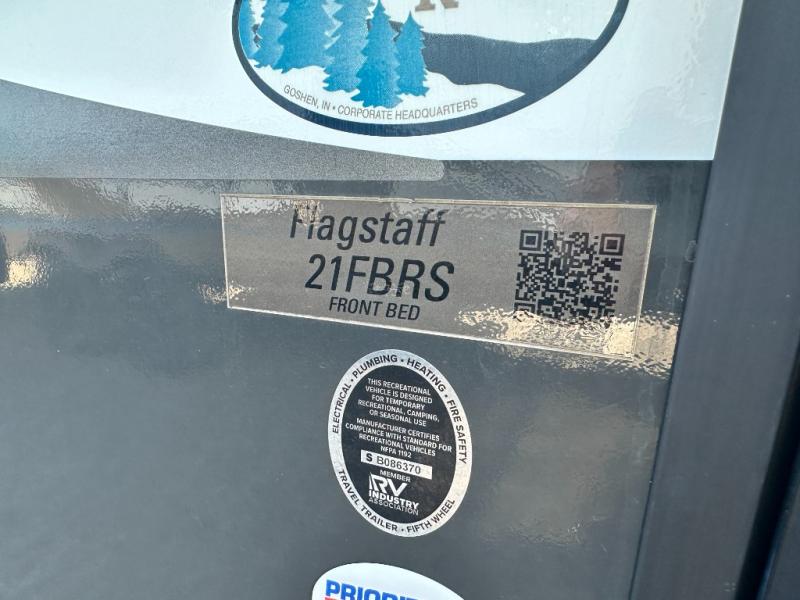 GOSHEN, IN • CORPORATE HEADQUARTERS
Flagstaff
21FBRS
FRONT BED
ELECTRICAL • PLUMBING • HEATING • FIRE SAFETY
THIS RECREATIONAL
VEHICLE IS DESIGNED
FOR TEMPORARY
RECREATIONAL, CAMPING,
OR SEASONAL USE
MANUFACTURER CERTIFIES
COMPLIANCE WITH STANDARD FOR
RECREATIONAL VEHICLES
NFPA 1192
S B086370
MEMBER
RV
INDUSTRY
ASSOCIATION
TRAVEL TRAILER • FIFTH WHEEL